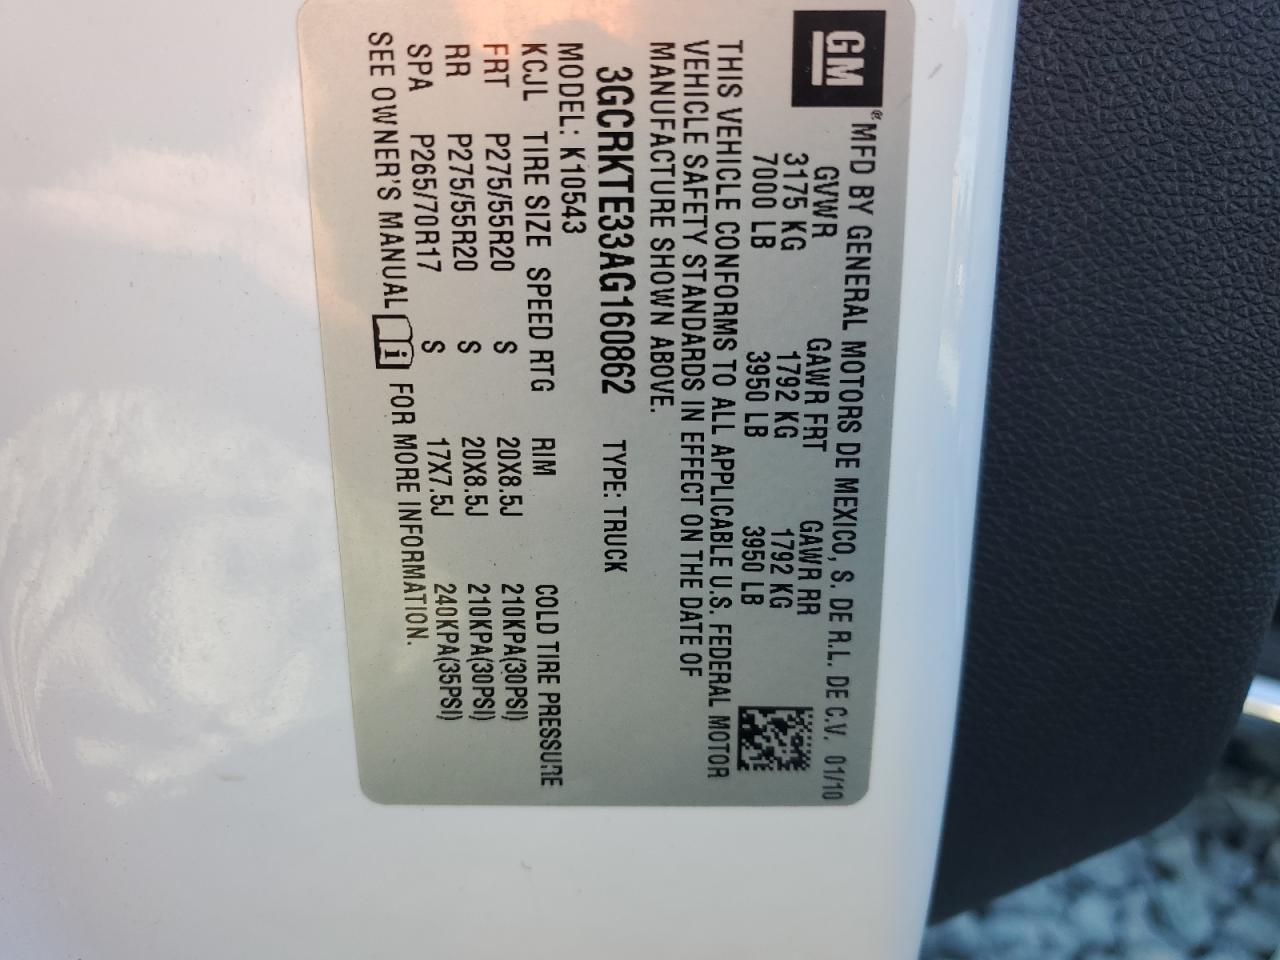 GM® MFD BY GENERAL MOTORS DE MEXICO, S. DE R.L. DE C.V. 01/10
GVWR GAWR FRT GAWR RR
3175 KG 1792 KG 1792 KG
7000 LB 3950 LB 3950 LB
THIS VEHICLE CONFORMS TO ALL APPLICABLE U.S. FEDERAL MOTOR
VEHICLE SAFETY STANDARDS IN EFFECT ON THE DATE OF
MANUFACTURE SHOWN ABOVE.
3GCRKTE33AG160862 TYPE: TRUCK
MODEL: K10543
KCJL TIRE SIZE SPEED RTG RIM COLD TIRE PRESSURE
FRT P275/55R20 S 20X8.5J 210KPA(30PSI)
RR P275/55R20 S 20X8.5J 210KPA(30PSI)
SPA P265/70R17 S 17X7.5J 240KPA(35PSI)
SEE OWNER'S MANUAL i FOR MORE INFORMATION.